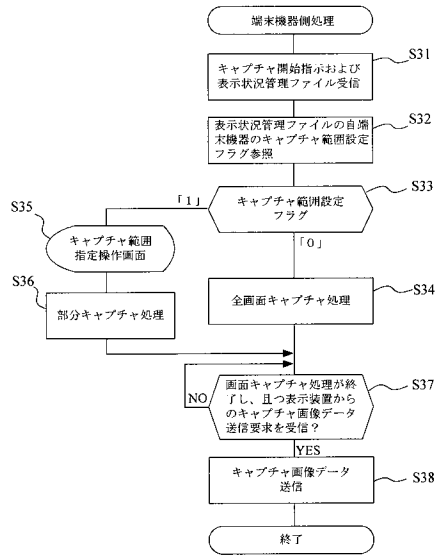 端末機器側処理
S31
キャプチャ開始指示および
表示状況管理ファイル受信
S32
表示状況管理ファイルの自端
末機器のキャプチャ範囲設定
フラグ参照
S33
キャプチャ範囲設定
フラグ
「1」
「0」
S35
キャプチャ範囲
指定操作画面
S36
部分キャプチャ処理
S34
全画面キャプチャ処理
S37
画面キャプチャ処理が終
了し、且つ表示装置から
のキャプチャ画像データ
送信要求を受信?
NO
YES
S38
キャプチャ画像データ
送信
終了